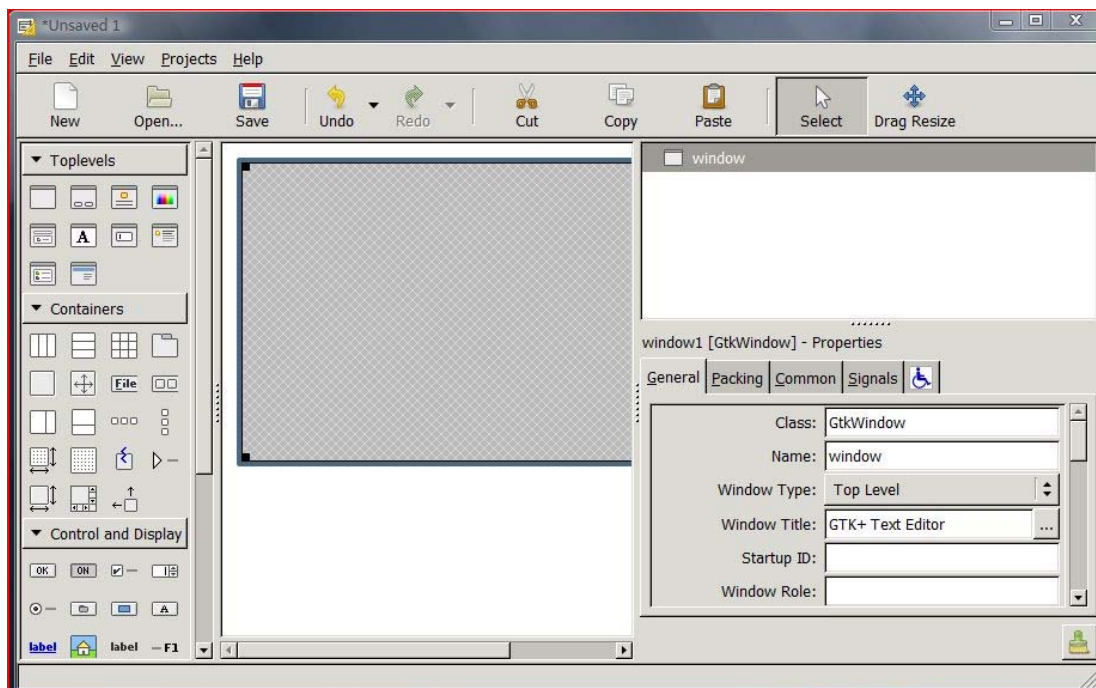 *Unsaved 1
File Edit View Projects Help
New Open... Save Undo Redo Cut Copy Paste Select Drag Resize
Toplevels
A
Containers
File
Control and Display
OK ON
A
label label F1
window
window1 [GtkWindow] - Properties
General Packing Common Signals
Class: GtkWindow
Name: window
Window Type: Top Level
Window Title: GTK+ Text Editor ...
Startup ID:
Window Role: